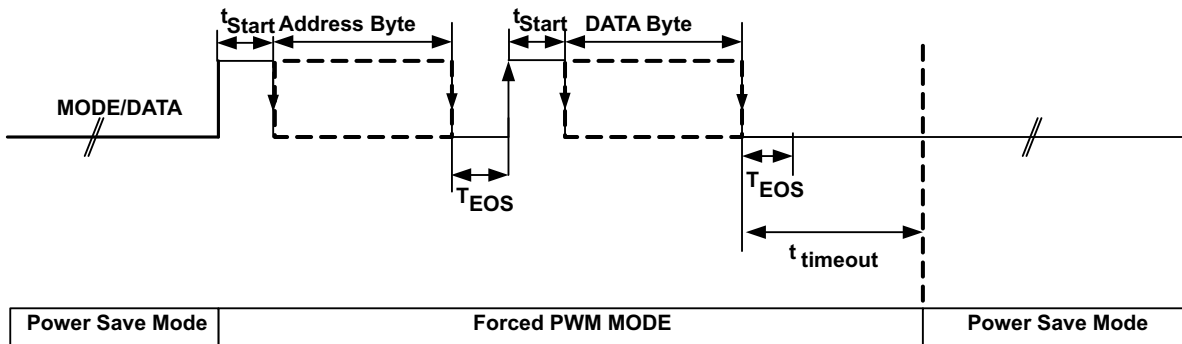 tStart Address Byte tStart DATA Byte
MODE/DATA
TEOS TEOS
t timeout
Power Save Mode Forced PWM MODE Power Save Mode